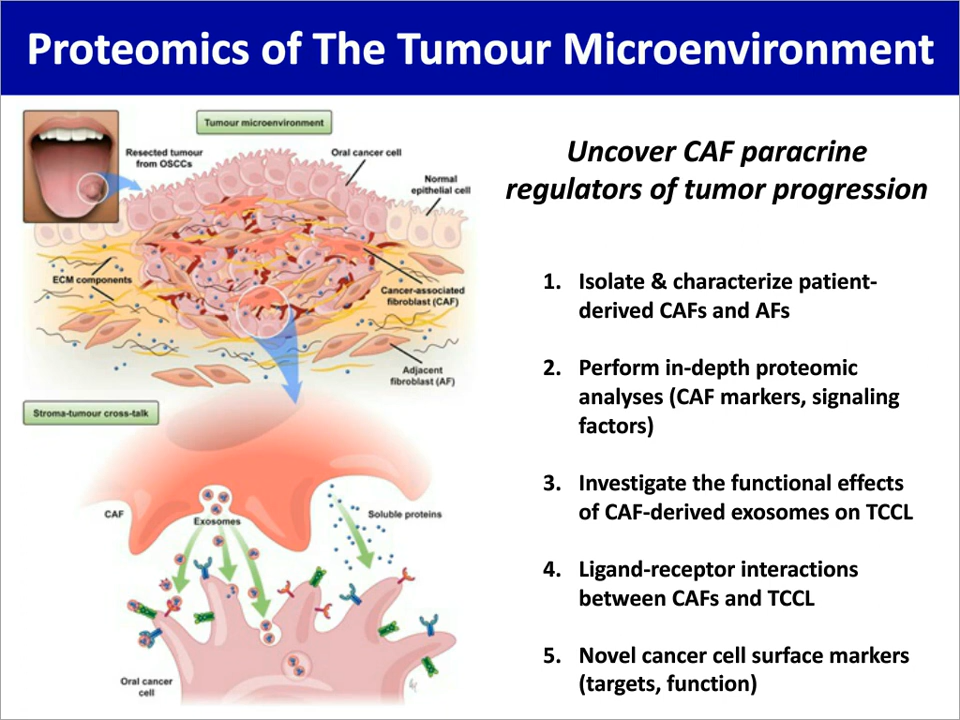 Proteomics of The Tumour Microenvironment
Tumour microenvironment
Resected tumour
from OSCCs
Oral cancer cell
Normal
epithelial cell
ECM components
Cancer-associated
fibroblast (CAF)
Adjacent
fibroblast (AF)
Stroma-tumour cross-talk
CAF
Exosomes
Soluble proteins
Oral cancer
cell
Uncover CAF paracrine
regulators of tumor progression
1. Isolate & characterize patient-
derived CAFs and AFs
2. Perform in-depth proteomic
analyses (CAF markers, signaling
factors)
3. Investigate the functional effects
of CAF-derived exosomes on TCCL
4. Ligand-receptor interactions
between CAFs and TCCL
5. Novel cancer cell surface markers
(targets, function)